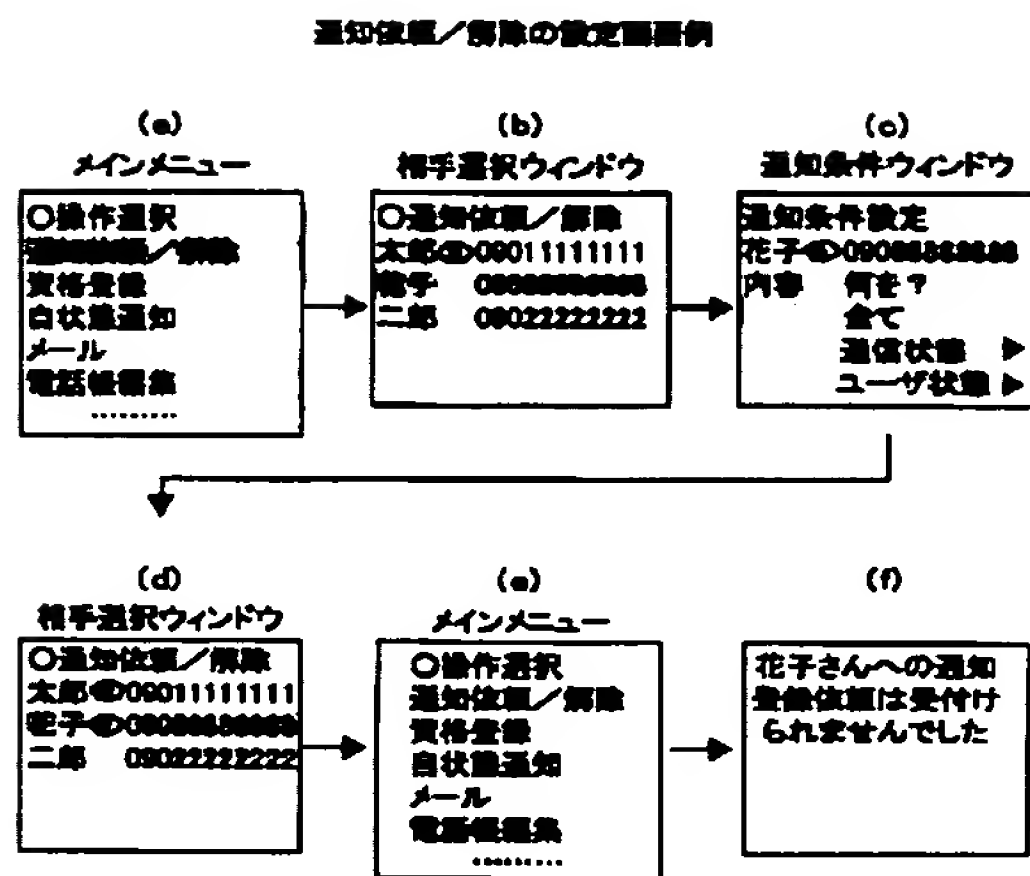 通知依頼/解除の設定画面例
(a)
メインメニュー
〇操作選択
通知依頼/解除
資格登録
自状態通知
メール
電話帳編集
………
(b)
相手選択ウィンドウ
〇通知依頼/解除
太郎 09011111111
花子
二郎 09022222222
(c)
通知条件ウィンドウ
通知条件設定
花子
内容 何を?
全て
通信状態 ▶
ユーザ状態 ▶
(d)
相手選択ウィンドウ
〇通知依頼/解除
太郎 09011111111
花子
二郎 09022222222
(e)
メインメニュー
〇操作選択
通知依頼/解除
資格登録
自状態通知
メール
電話帳編集
………
(f)
花子さんへの通知
登録依頼は受付け
られませんでした